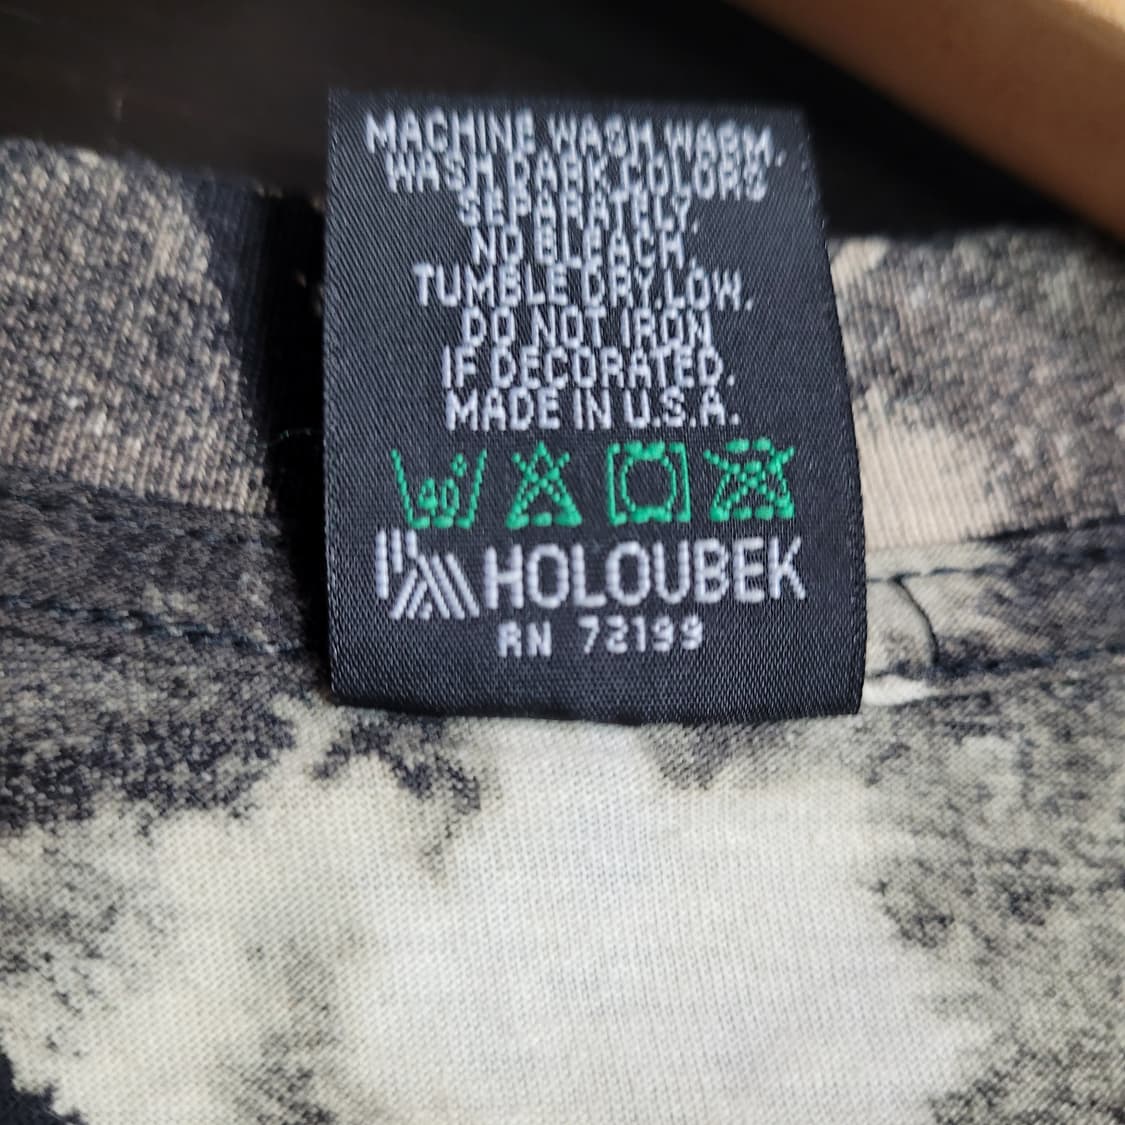 MACHINE WASH WARM.
WASH DARK COLORS
SEPARATELY.
NO BLEACH.
TUMBLE DRY LOW.
DO NOT IRON
IF DECORATED.
MADE IN U.S.A.
40°
HOLOUBEK
RN 72199